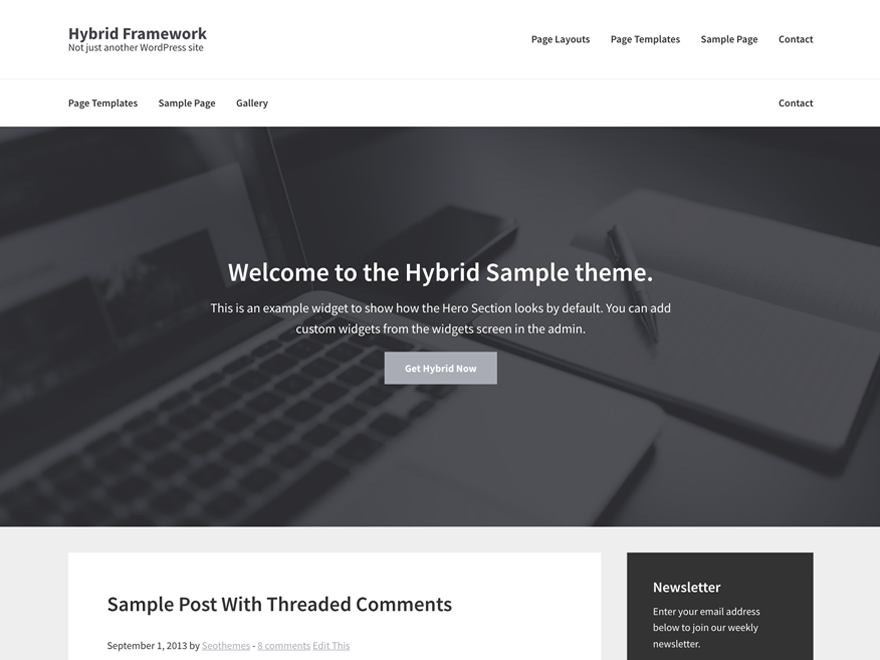 Hybrid Framework
Not just another WordPress site
Page Layouts Page Templates Sample Page Contact
Page Templates Sample Page Gallery Contact
Welcome to the Hybrid Sample theme.
This is an example widget to show how the Hero Section looks by default. You can add
custom widgets from the widgets screen in the admin.
Get Hybrid Now
Sample Post With Threaded Comments
September 1, 2013 by Seothemes - 8 comments Edit This
Newsletter
Enter your email address
below to join our weekly
newsletter.